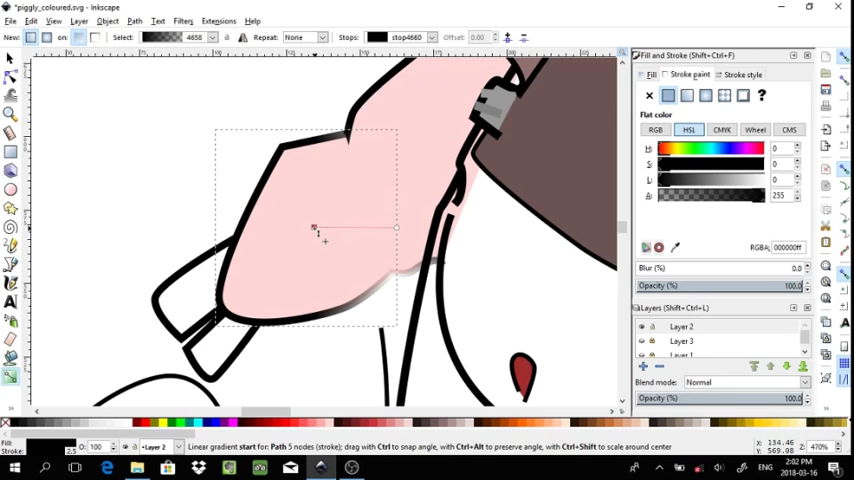 *piggly_coloured.svg - Inkscape
File Edit View Layer Object Path Text Filters Extensions Help
New: on: Select: 4658 Repeat: None Stops: stop4660 Offset: 0.00
Fill and Stroke (Shift+Ctrl+F)
Fill Stroke paint Stroke style
Flat color
RGB HSL CMYK Wheel CMS
H: 0
S: 0
L: 0
A: 255
RGBA: 000000ff
Blur (%) 0.0
Opacity (%) 100.0
Layers (Shift+Ctrl+L)
Layer 2
Layer 3
Layer 1
Blend mode: Normal
Opacity (%) 100.0
Fill: O: 100 Layer 2 Linear gradient start for: Path 5 nodes (stroke); drag with Ctrl to snap angle, with Ctrl+Alt to preserve angle, with Ctrl+Shift to scale around center X: 134.46 Z: 470%
Stroke: 2.5 Y: 569.08
ENG 2:02 PM
2018-03-16